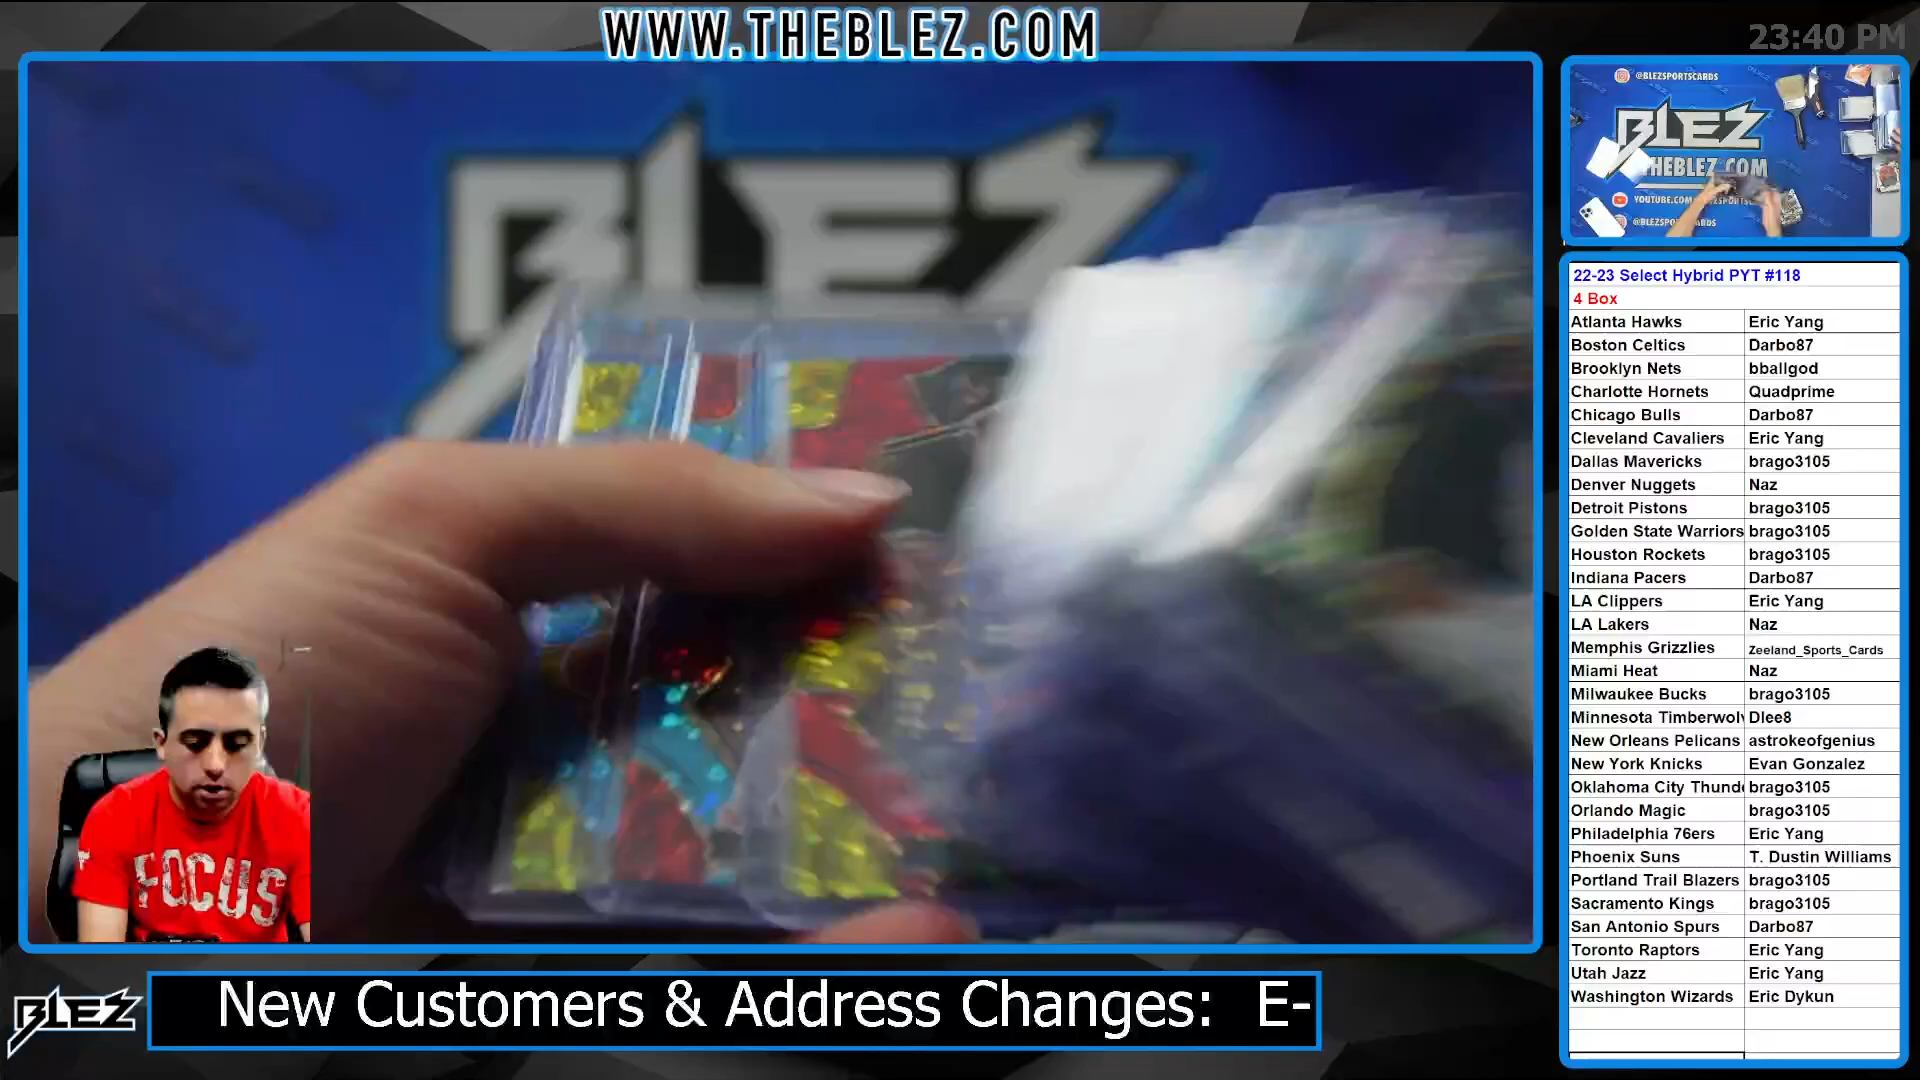 WWW.THEBLEZ.COM
23:40 PM
BLEZ
@BLEZSPORTSCARDS
BLEZ
THEBLEZ.COM
FOCUS
BLEZ
New Customers & Address Changes: E-
22-23 Select Hybrid PYT #118
4 Box
Atlanta Hawks Eric Yang
Boston Celtics Darbo87
Brooklyn Nets bballgod
Charlotte Hornets Quadprime
Chicago Bulls Darbo87
Cleveland Cavaliers Eric Yang
Dallas Mavericks brago3105
Denver Nuggets Naz
Detroit Pistons brago3105
Golden State Warriors brago3105
Houston Rockets brago3105
Indiana Pacers Darbo87
LA Clippers Eric Yang
LA Lakers Naz
Memphis Grizzlies Zeeland_Sports_Cards
Miami Heat Naz
Milwaukee Bucks brago3105
Minnesota Timberwolv Dlee8
New Orleans Pelicans astrokeofgenius
New York Knicks Evan Gonzalez
Oklahoma City Thunde brago3105
Orlando Magic brago3105
Philadelphia 76ers Eric Yang
Phoenix Suns T. Dustin Williams
Portland Trail Blazers brago3105
Sacramento Kings brago3105
San Antonio Spurs Darbo87
Toronto Raptors Eric Yang
Utah Jazz Eric Yang
Washington Wizards Eric Dykun